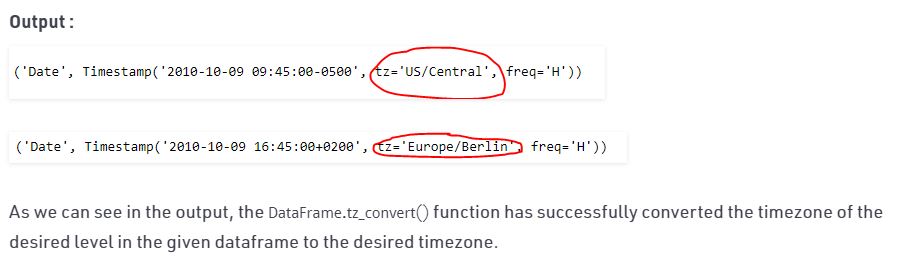 Output :
('Date', Timestamp('2010-10-09 09:45:00-0500', tz='US/Central', freq='H'))
('Date', Timestamp('2010-10-09 16:45:00+0200', tz='Europe/Berlin', freq='H'))
As we can see in the output, the DataFrame.tz_convert() function has successfully converted the timezone of the
desired level in the given dataframe to the desired timezone.